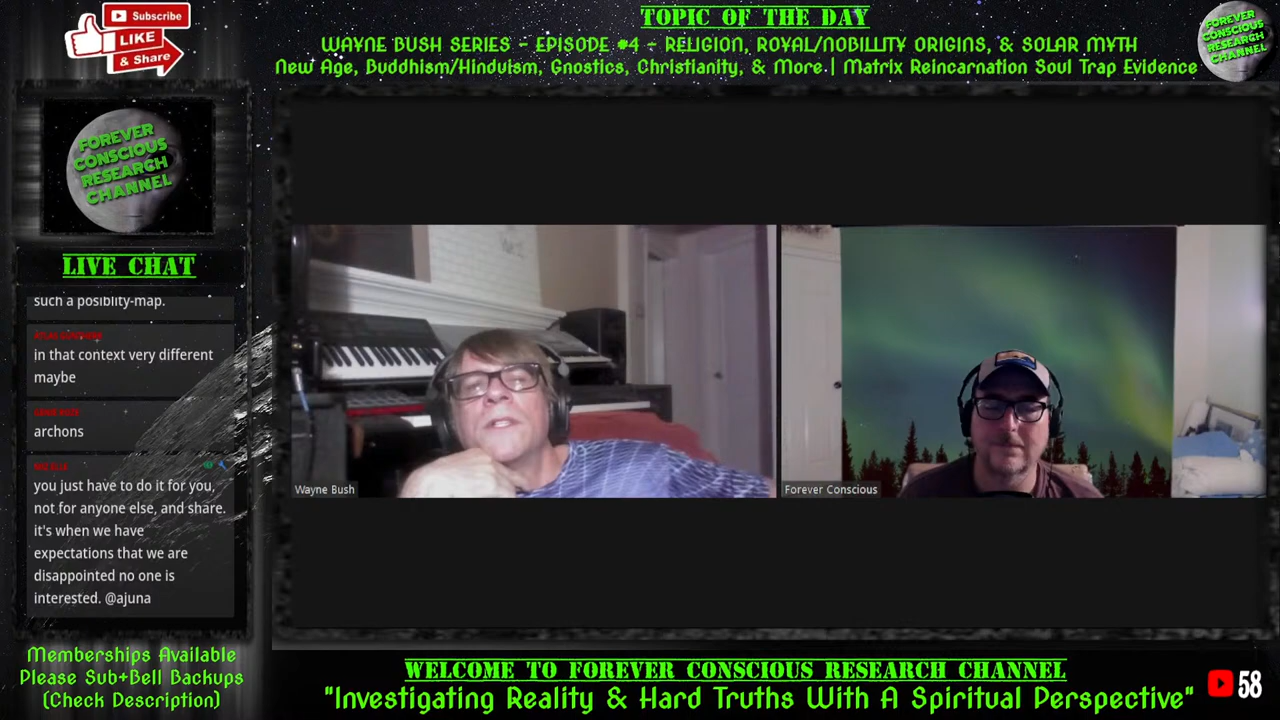 Subscribe
LIKE
& Share
TOPIC OF THE DAY
WAYNE BUSH SERIES - EPISODE #4 - RELIGION, ROYAL/NOBILLITY ORIGINS, & SOLAR MYTH
New Age, Buddhism/Hinduism, Gnostics, Christianity, & More | Matrix Reincarnation Soul Trap Evidence
FOREVER
CONSCIOUS
RESEARCH
CHANNEL
FOREVER
CONSCIOUS
RESEARCH
CHANNEL
LIVE CHAT
such a posiblity-map.
in that context very different
maybe
archons
you just have to do it for you,
not for anyone else, and share.
it's when we have
expectations that we are
disappointed no one is
interested. @ajuna
Wayne Bush
Forever Conscious
Memberships Available
Please Sub+Bell Backups
(Check Description)
WELCOME TO FOREVER CONSCIOUS RESEARCH CHANNEL
"Investigating Reality & Hard Truths With A Spiritual Perspective"
58